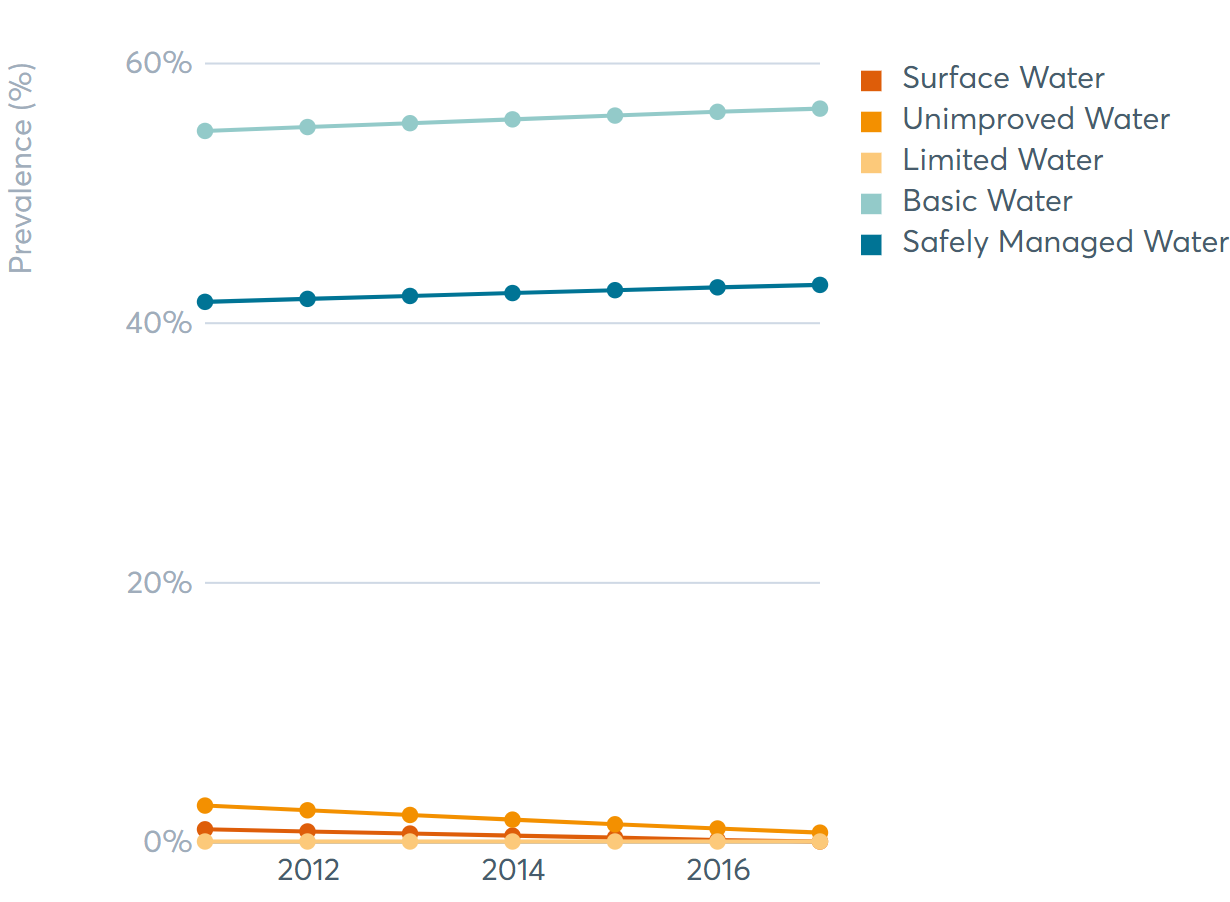 Prevalence (%)
60%
40%
20%
0%
2012
2014
2016
Surface Water
Unimproved Water
Limited Water
Basic Water
Safely Managed Water